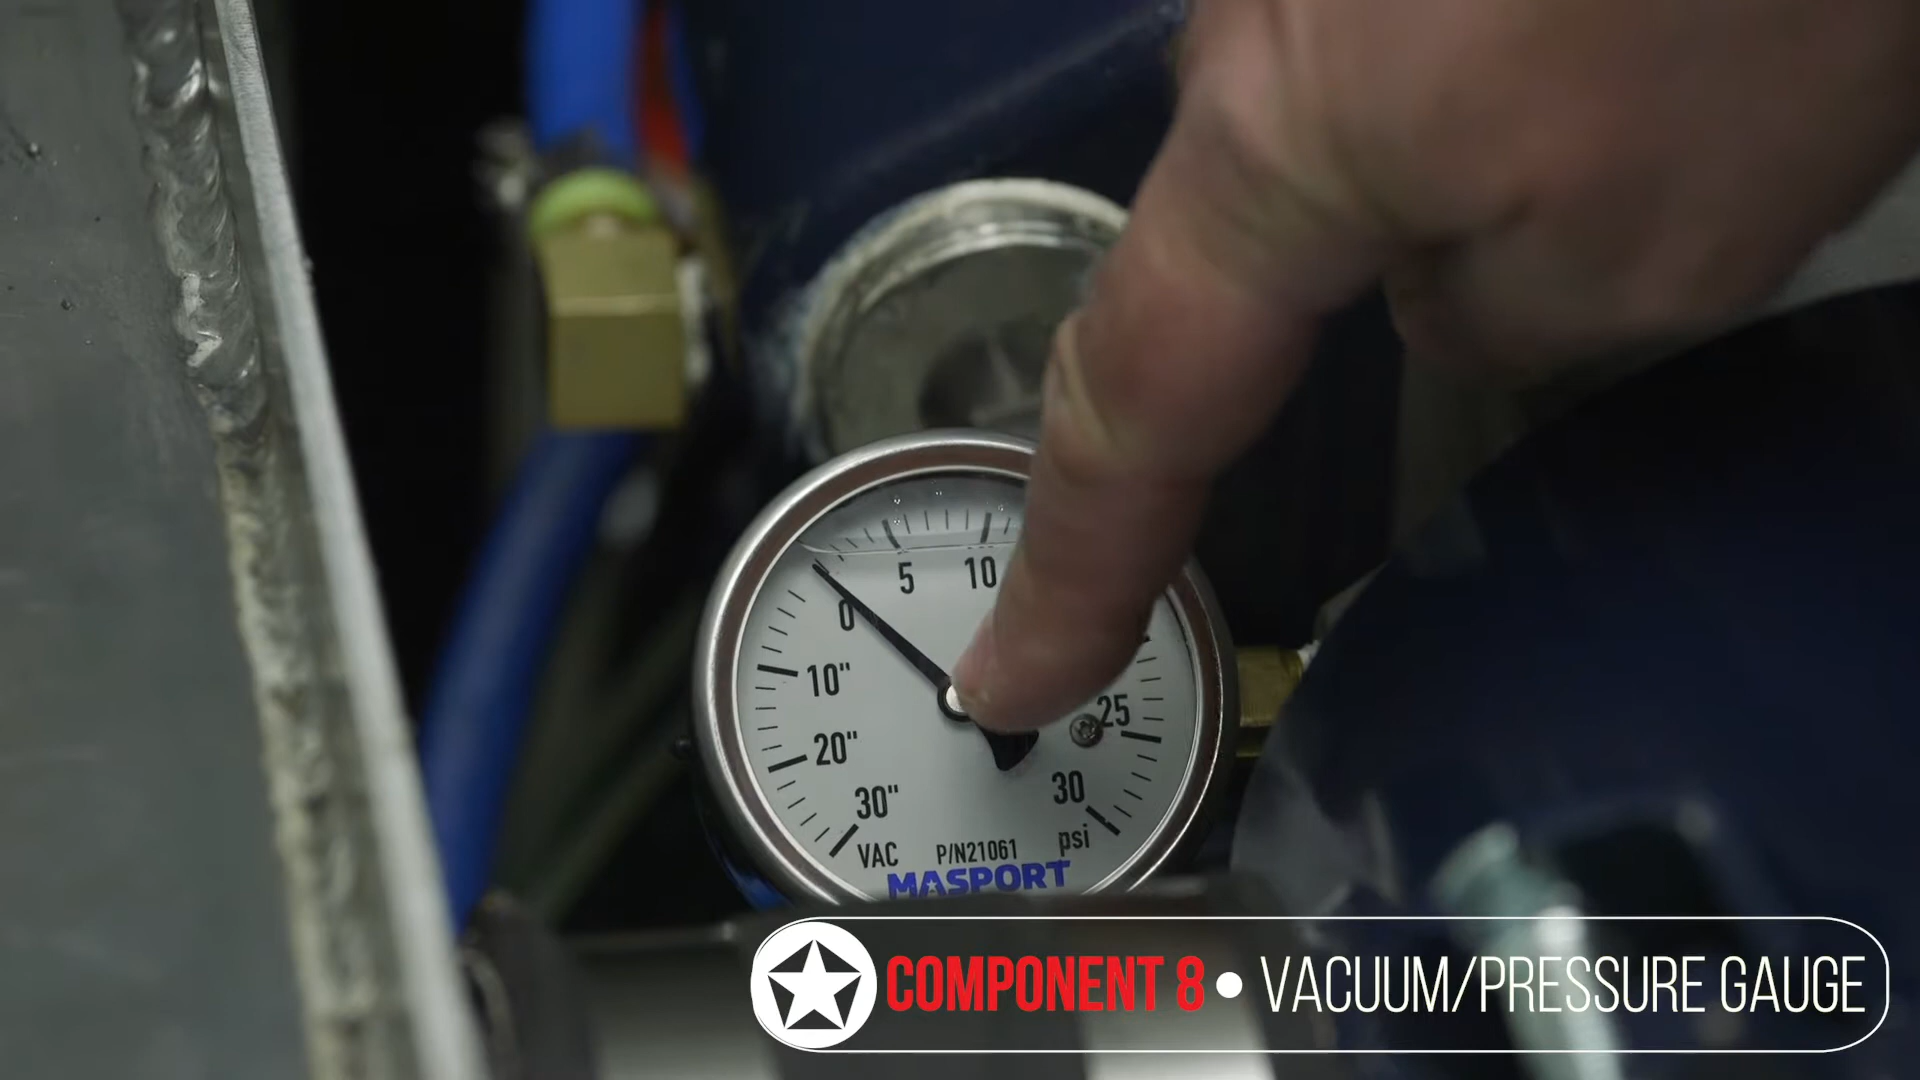 5 10
0
10"
25
20"
30
30"
psi
VAC P/N21061
MASPORT
COMPONENT 8 • VACUUM/PRESSURE GAUGE